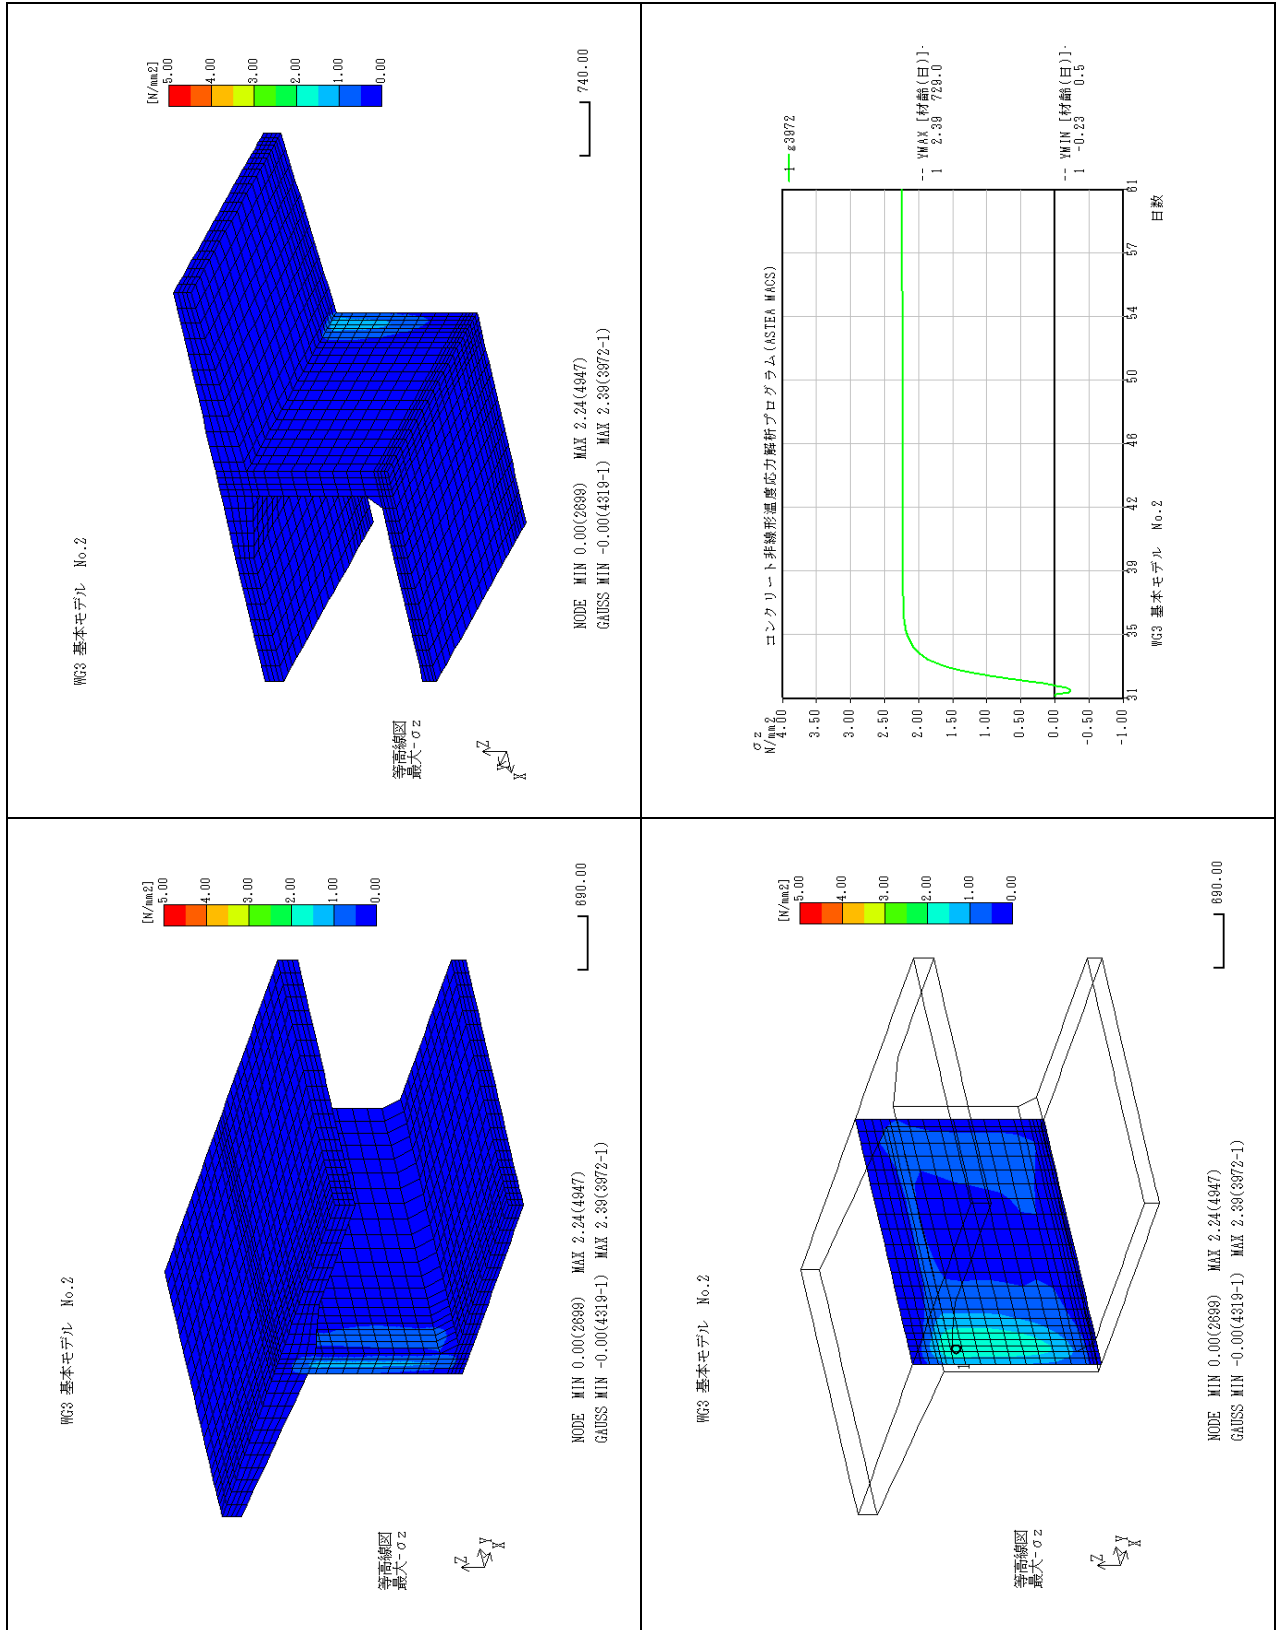 WG3 基本モデル No.2
[N/mm2]
5.00
4.00
3.00
2.00
1.00
0.00
740.00
等高線図
最大-σz
Z
Y
X
NODE MIN 0.00(2699) MAX 2.24(4947)
GAUSS MIN -0.00(4319-1) MAX 2.39(3972-1)
コンクリート非線形温度応力解析プログラム(ASTEA MACS)
σz
N/mm2
4.00
3.50
3.00
2.50
2.00
1.50
1.00
0.50
0.00
-0.50
-1.00
31
35
39
42
46
50
54
57
61
日数
1 g3972
-- YMAX [材齢(日)].
1 2.39 729.0
-- YMIN [材齢(日)].
1 -0.23 0.5
WG3 基本モデル No.2
WG3 基本モデル No.2
[N/mm2]
5.00
4.00
3.00
2.00
1.00
0.00
690.00
等高線図
最大-σz
Z
Y
X
NODE MIN 0.00(2699) MAX 2.24(4947)
GAUSS MIN -0.00(4319-1) MAX 2.39(3972-1)
WG3 基本モデル No.2
[N/mm2]
5.00
4.00
3.00
2.00
1.00
0.00
690.00
1
等高線図
最大-σz
Z
Y
X
NODE MIN 0.00(2699) MAX 2.24(4947)
GAUSS MIN -0.00(4319-1) MAX 2.39(3972-1)